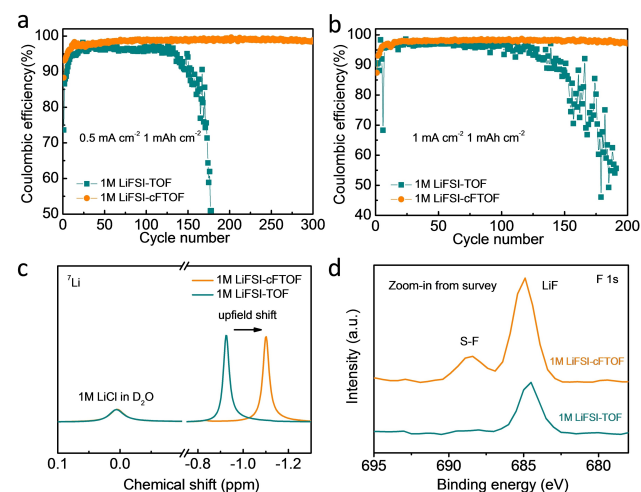 a
Coulombic efficiency (%)
100
90
80
70
60
50
0.5 mA cm⁻² 1 mAh cm⁻²
1M LiFSI-TOF
1M LiFSI-cFTOF
0 50 100 150 200 250 300
Cycle number
b
Coulombic efficiency (%)
100
90
80
70
60
50
40
1 mA cm⁻² 1 mAh cm⁻²
1M LiFSI-TOF
1M LiFSI-cFTOF
0 25 50 75 100 125 150 175 200
Cycle number
c
⁷Li
1M LiFSI-cFTOF
1M LiFSI-TOF
upfield shift
1M LiCl in D₂O
0.1 0.0 -0.8 -1.0 -1.2
Chemical shift (ppm)
d
Intensity (a.u.)
Zoom-in from survey
LiF
F 1s
S-F
1M LiFSI-cFTOF
1M LiFSI-TOF
695 690 685 680
Binding energy (eV)